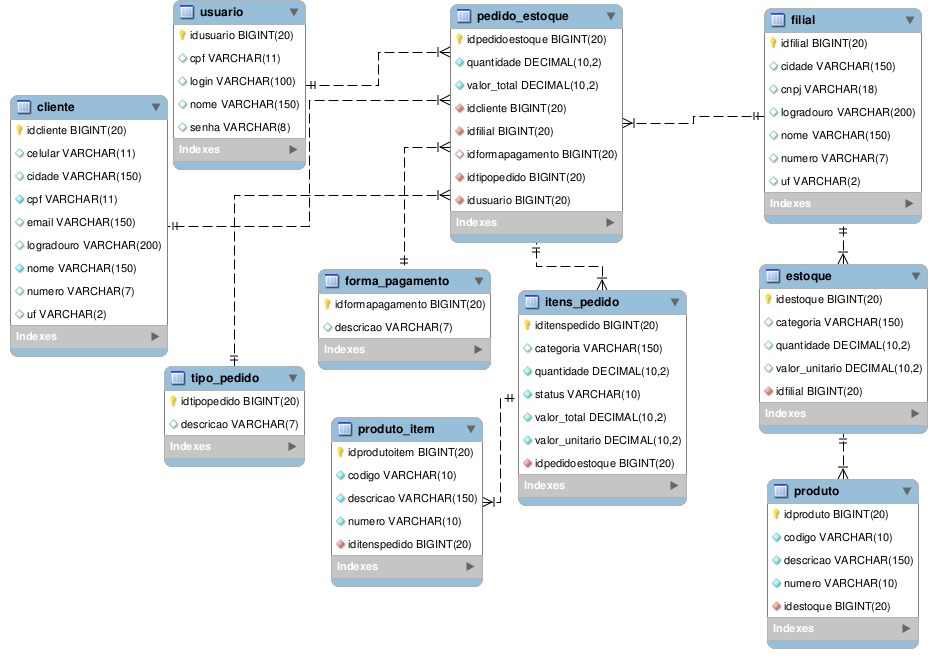 usuario
idusuario BIGINT(20)
cpf VARCHAR(11)
login VARCHAR(100)
nome VARCHAR(150)
senha VARCHAR(8)
Indexes
pedido_estoque
idpedidoestoque BIGINT(20)
quantidade DECIMAL(10,2)
valor_total DECIMAL(10,2)
idcliente BIGINT(20)
idfilial BIGINT(20)
idformapagamento BIGINT(20)
idtipopedido BIGINT(20)
idusuario BIGINT(20)
Indexes
filial
idfilial BIGINT(20)
cidade VARCHAR(150)
cnpj VARCHAR(18)
logradouro VARCHAR(200)
nome VARCHAR(150)
numero VARCHAR(7)
uf VARCHAR(2)
Indexes
cliente
idcliente BIGINT(20)
celular VARCHAR(11)
cidade VARCHAR(150)
cpf VARCHAR(11)
email VARCHAR(150)
logradouro VARCHAR(200)
nome VARCHAR(150)
numero VARCHAR(7)
uf VARCHAR(2)
Indexes
forma_pagamento
idformapagamento BIGINT(20)
descricao VARCHAR(7)
Indexes
itens_pedido
iditenspedido BIGINT(20)
categoria VARCHAR(150)
quantidade DECIMAL(10,2)
status VARCHAR(10)
valor_total DECIMAL(10,2)
valor_unitario DECIMAL(10,2)
idpedidoestoque BIGINT(20)
Indexes
estoque
idestoque BIGINT(20)
categoria VARCHAR(150)
quantidade DECIMAL(10,2)
valor_unitario DECIMAL(10,2)
idfilial BIGINT(20)
Indexes
tipo_pedido
idtipopedido BIGINT(20)
descricao VARCHAR(7)
Indexes
produto_item
idprodutoitem BIGINT(20)
codigo VARCHAR(10)
descricao VARCHAR(150)
numero VARCHAR(10)
iditenspedido BIGINT(20)
Indexes
produto
idproduto BIGINT(20)
codigo VARCHAR(10)
descricao VARCHAR(150)
numero VARCHAR(10)
idestoque BIGINT(20)
Indexes